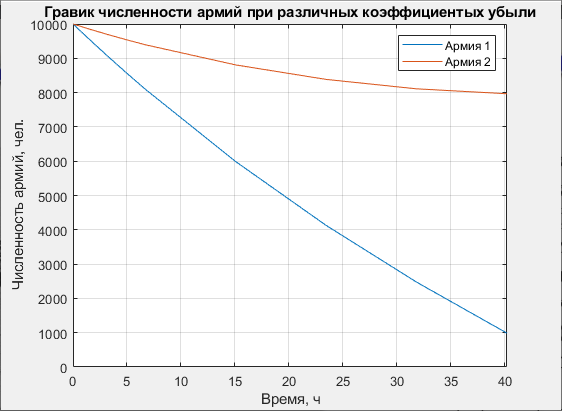 Гравик численности армий при различных коэффициентых убыли
10000
9000
8000
7000
6000
5000
4000
3000
2000
1000
0
Численность армий, чел.
Армия 1
Армия 2
0 5 10 15 20 25 30 35 40
Время, ч